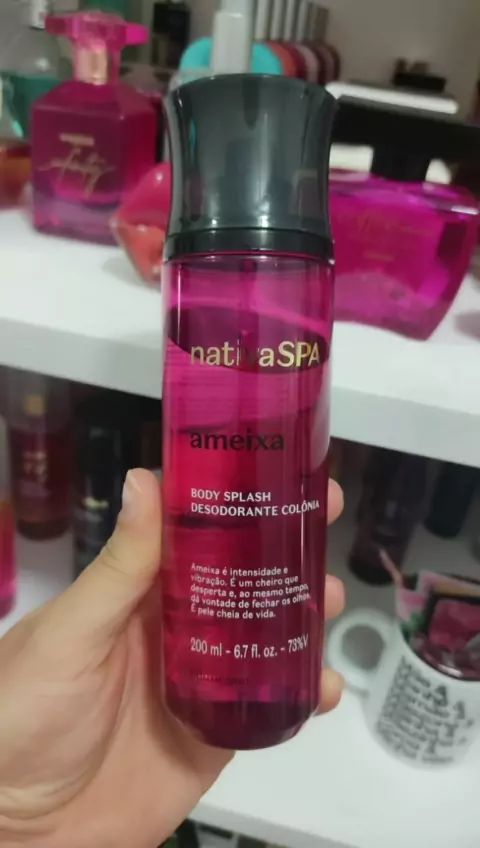 nativaSPA
ameixa
BODY SPLASH
DESODORANTE COLÔNIA
Ameixa é intensidade e
vibração. É um cheiro que
desperta e, ao mesmo tempo,
dá vontade de fechar os olhos.
É pele cheia de vida.
200 ml - 6.7 fl. oz. - 73%V